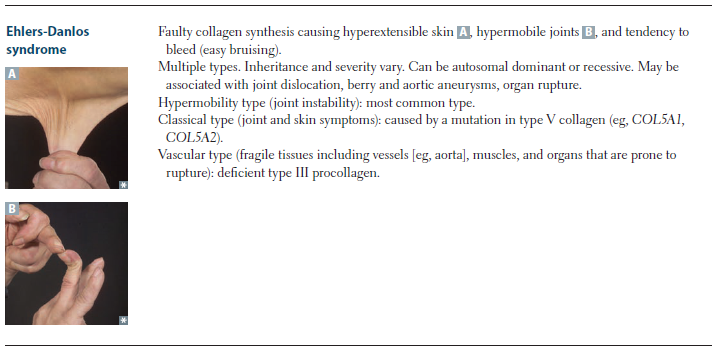 Ehlers-Danlos
syndrome
A
B
Faulty collagen synthesis causing hyperextensible skin A, hypermobile joints B, and tendency to
bleed (easy bruising).
Multiple types. Inheritance and severity vary. Can be autosomal dominant or recessive. May be
associated with joint dislocation, berry and aortic aneurysms, organ rupture.
Hypermobility type (joint instability): most common type.
Classical type (joint and skin symptoms): caused by a mutation in type V collagen (eg, COL5A1,
COL5A2).
Vascular type (fragile tissues including vessels [eg, aorta], muscles, and organs that are prone to
rupture): deficient type III procollagen.